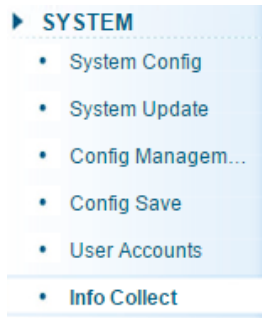 SYSTEM
System Config
System Update
Config Managem...
Config Save
User Accounts
Info Collect